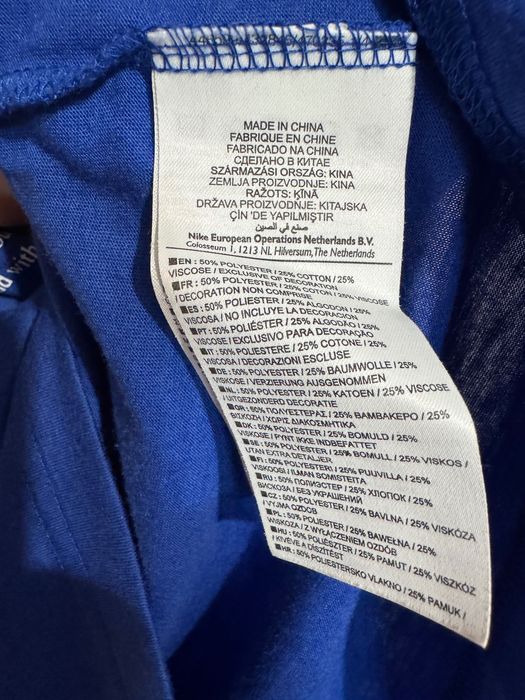 MADE IN CHINA
FABRIQUE EN CHINE
FABRICADO NA CHINA
СДЕЛАНО В КИТАЕ
SZÁRMAZÁSI ORSZÁG: KINA
ZEMLJA PROIZVODNJE: KINA
RAŽOTS: ĶĪNĀ
DRŽAVA PROIZVODNJE: KITAJSKA
ÇİN 'DE YAPILMIŞTIR
صنع في الصين
Nike European Operations Netherlands B.V.
Colosseum 1, 1213 NL Hilversum, The Netherlands
EN : 50% POLYESTER / 25% COTTON / 25%
VISCOSE / EXCLUSIVE OF DECORATION
FR : 50% POLYESTER / 25% COTON / 25% VISCOSE
/ DECORATION NON COMPRISE
ES : 50% POLIESTER / 25% ALGODON / 25%
VISCOSA / NO INCLUYE LA DECORACION
PT : 50% POLIÉSTER / 25% ALGODÃO / 25%
VISCOSE / EXCLUSIVO PARA DECORAÇÃO
IT : 50% POLIESTERE / 25% COTONE / 25%
VISCOSA / DECORAZIONI ESCLUSE
DE : 50% POLYESTER / 25% BAUMWOLLE / 25%
VISKOSE / VERZIERUNG AUSGENOMMEN
NL : 50% POLYESTER / 25% KATOEN / 25% VISCOSE
/ UITGEZONDERD DECORATIE
GR : 50% ΠΟΛΥΕΣΤΕΡΑΣ / 25% ΒΑΜΒΑΚΕΡΟ / 25%
ΒΙΣΚΟΖΗ / ΧΩΡΙΣ ΔΙΑΚΟΣΜΗΤΙΚΑ
DK : 50% POLYESTER / 25% BOMULD / 25%
VISKOSE / PYNT IKKE INDBEFATTET
SE : 50% POLYESTER / 25% BOMULL / 25% VISKOS /
UTAN EXTRA DETALJER
FI : 50% POLYESTERI / 25% PUUVILLA / 25%
VISKOOSI / ILMAN SOMISTEITA
RU : 50% ПОЛИЭСТЕР / 25% ХЛОПОК / 25%
ВИСКОЗА / БЕЗ УКРАШЕНИЙ
CZ : 50% POLYESTER / 25% BAVLNA / 25% VISKÓZA
/ VYJMA OZDOB
PL : 50% POLIESTER / 25% BAWEŁNA / 25%
WISKOZA / Z WYŁĄCZENIEM OZDÓB
HU : 50% POLIÉSZTER / 25% PAMUT / 25% VISZKÓZ
/ KIVÉVE A DÍSZÍTÉST
HR : 50% POLIESTERSKO VLAKNO / 25% PAMUK /